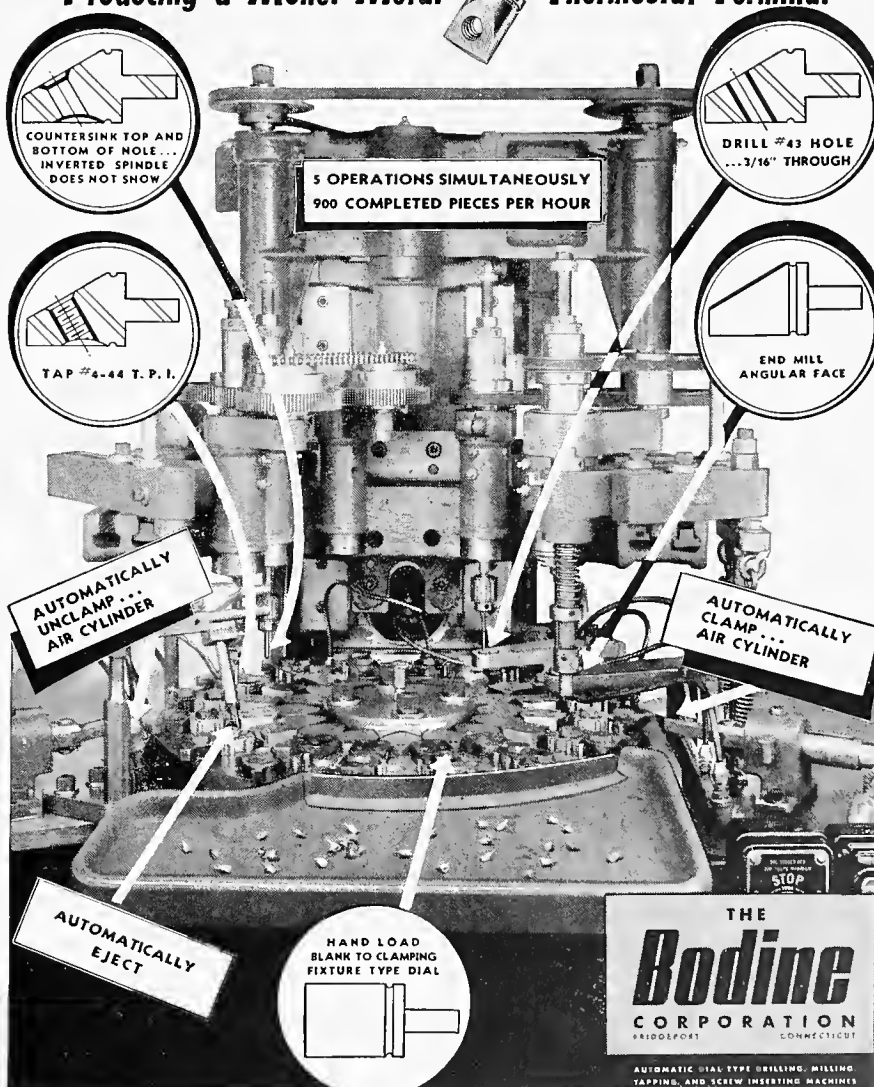 Producing a Monel Metal Thermostat Terminal
COUNTERSINK TOP AND
BOTTOM OF HOLE...
INVERTED SPINDLE
DOES NOT SHOW
5 OPERATIONS SIMULTANEOUSLY
900 COMPLETED PIECES PER HOUR
DRILL #43 HOLE
...3/16" THROUGH
TAP #4-44 T.P.I.
END MILL
ANGULAR FACE
AUTOMATICALLY
UNCLAMP...
AIR CYLINDER
AUTOMATICALLY
CLAMP...
AIR CYLINDER
AUTOMATICALLY
EJECT
HAND LOAD
BLANK TO CLAMPING
FIXTURE TYPE DIAL
STOP
THE
Bodine
CORPORATION
BRIDGEPORT CONNECTICUT
AUTOMATIC DIAL TYPE DRILLING, MILLING,
TAPPING, AND SCREW INSERTING MACHINES